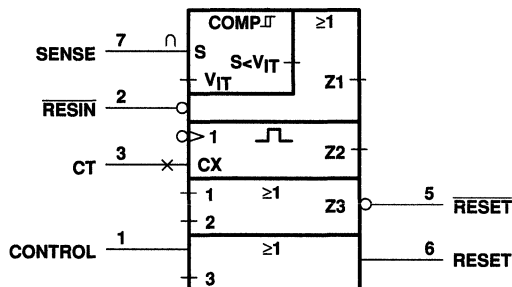 COMP ≥1
SENSE 7 ∩ S
S<VIT
VIT
Z1
RESIN 2
1
Z2
CT 3 CX
1 ≥1
Z3 5 RESET
2
CONTROL 1 ≥1
6 RESET
3